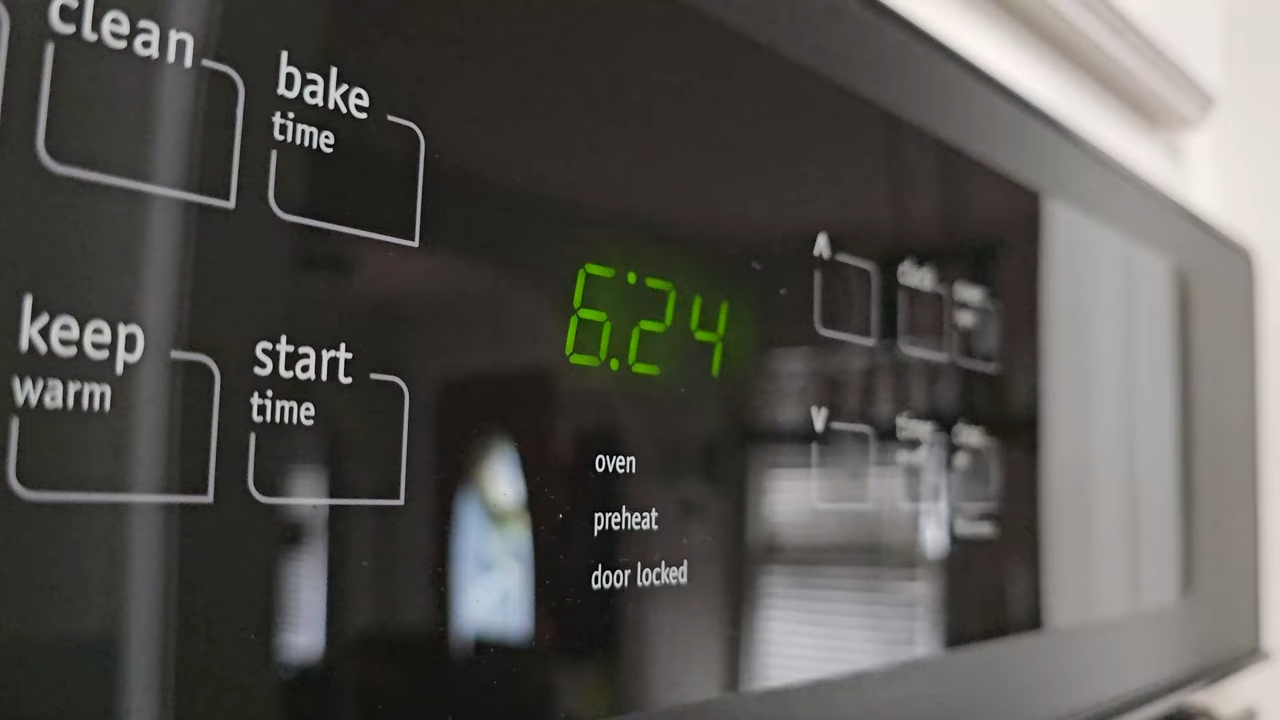 clean
bake
time
6:24
keep
warm
start
time
oven
preheat
door locked